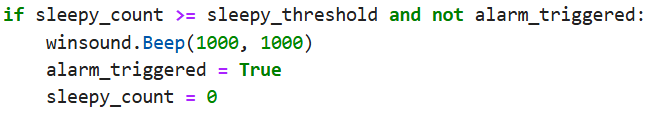 if sleepy_count >= sleepy_threshold and not alarm_triggered:
    winsound.Beep(1000, 1000)
    alarm_triggered = True
    sleepy_count = 0